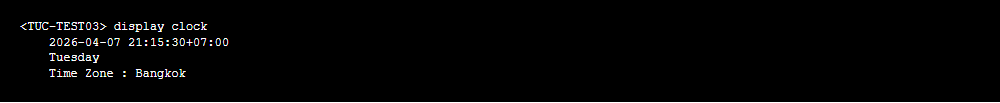 <TUC-TEST03> display clock
2026-04-07 21:15:30+07:00
Tuesday
Time Zone : Bangkok